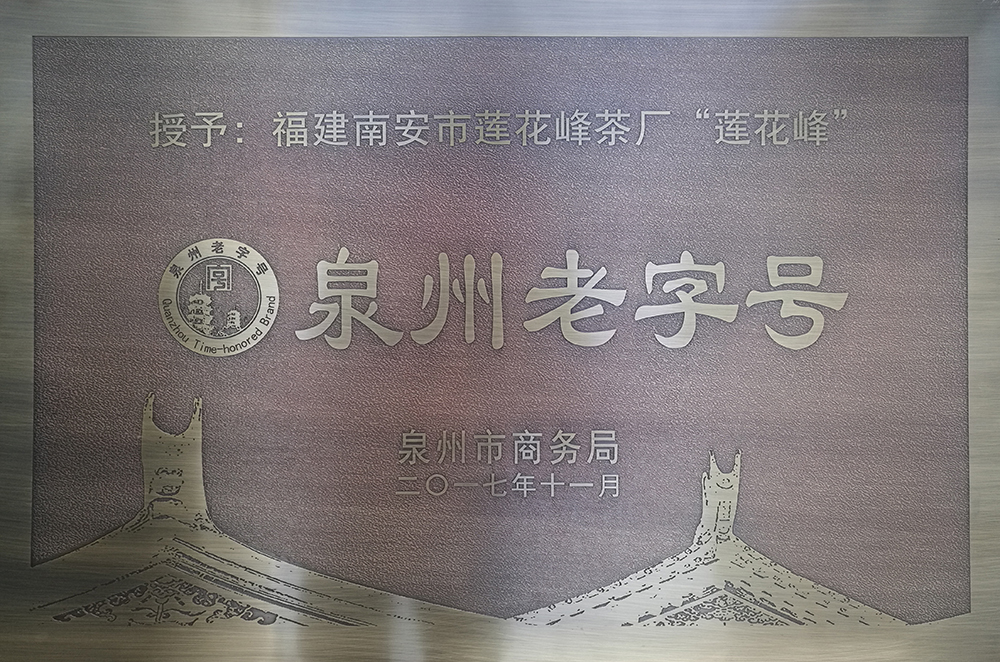 授予：福建南安市莲花峰茶厂“莲花峰”
泉州老字号
Quanzhou Time-honored Brand
泉州老字号
泉州市商务局
二〇一七年十一月